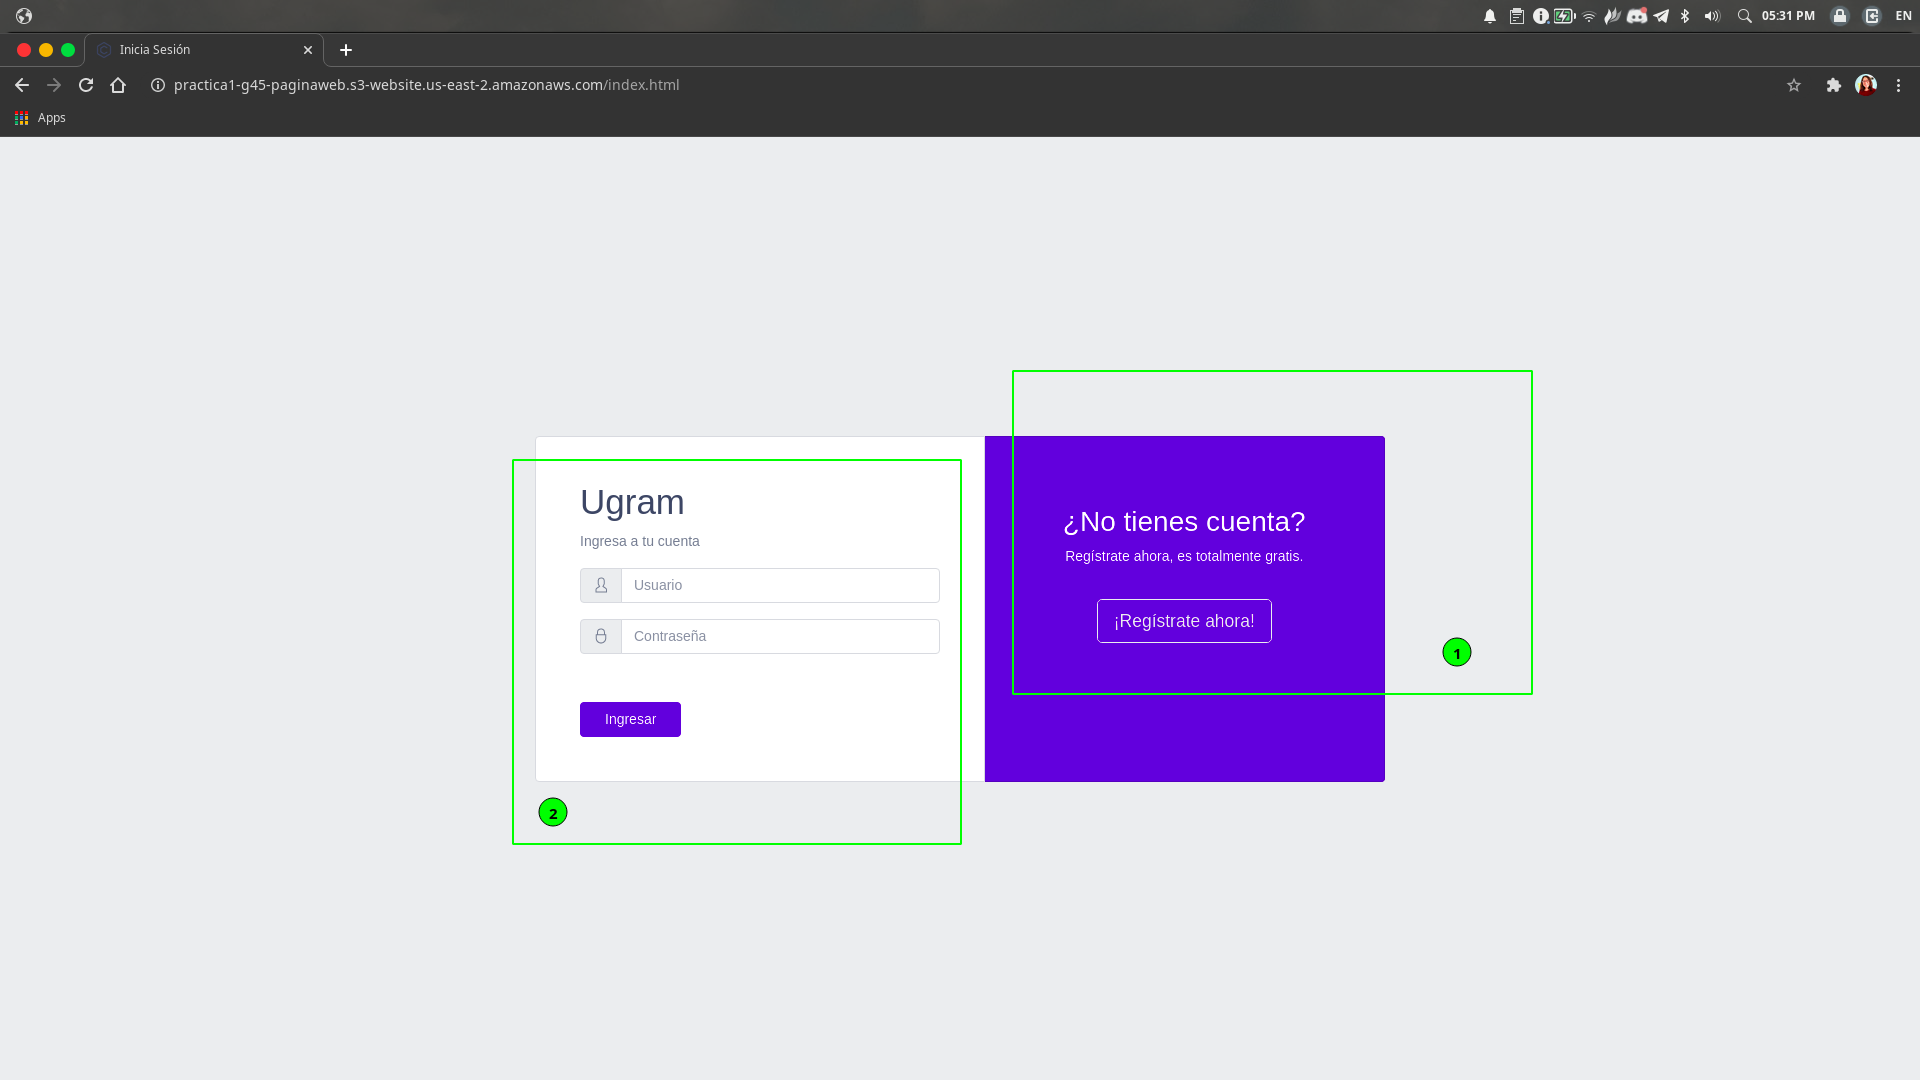 05:31 PM
EN
Inicia Sesión
practica1-g45-paginaweb.s3-website.us-east-2.amazonaws.com/index.html
Apps
Ugram
Ingresa a tu cuenta
Usuario
Contraseña
Ingresar
2
¿No tienes cuenta?
Regístrate ahora, es totalmente gratis.
¡Regístrate ahora!
1